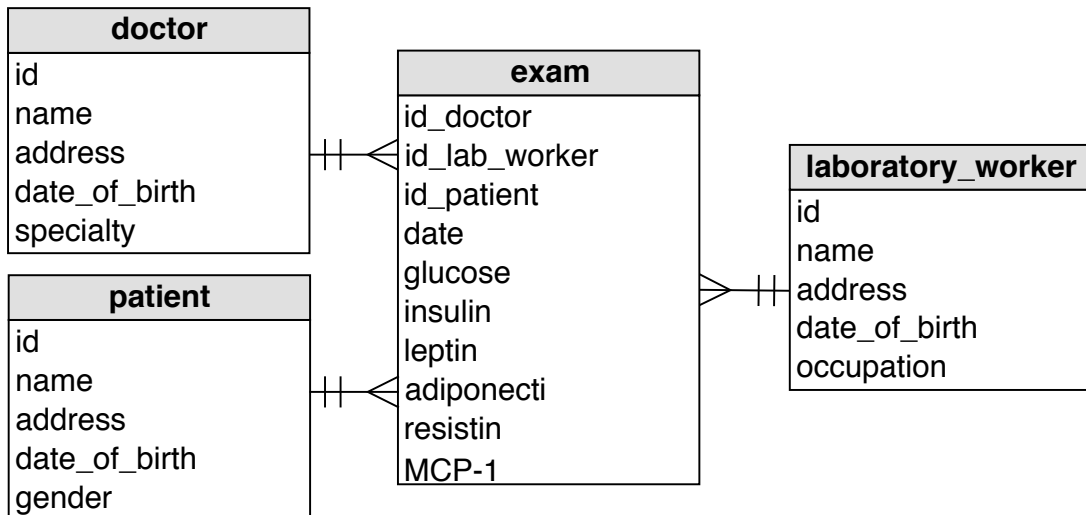 doctor
id
name
address
date_of_birth
specialty
patient
id
name
address
date_of_birth
gender
exam
id_doctor
id_lab_worker
id_patient
date
glucose
insulin
leptin
adiponecti
resistin
MCP-1
laboratory_worker
id
name
address
date_of_birth
occupation